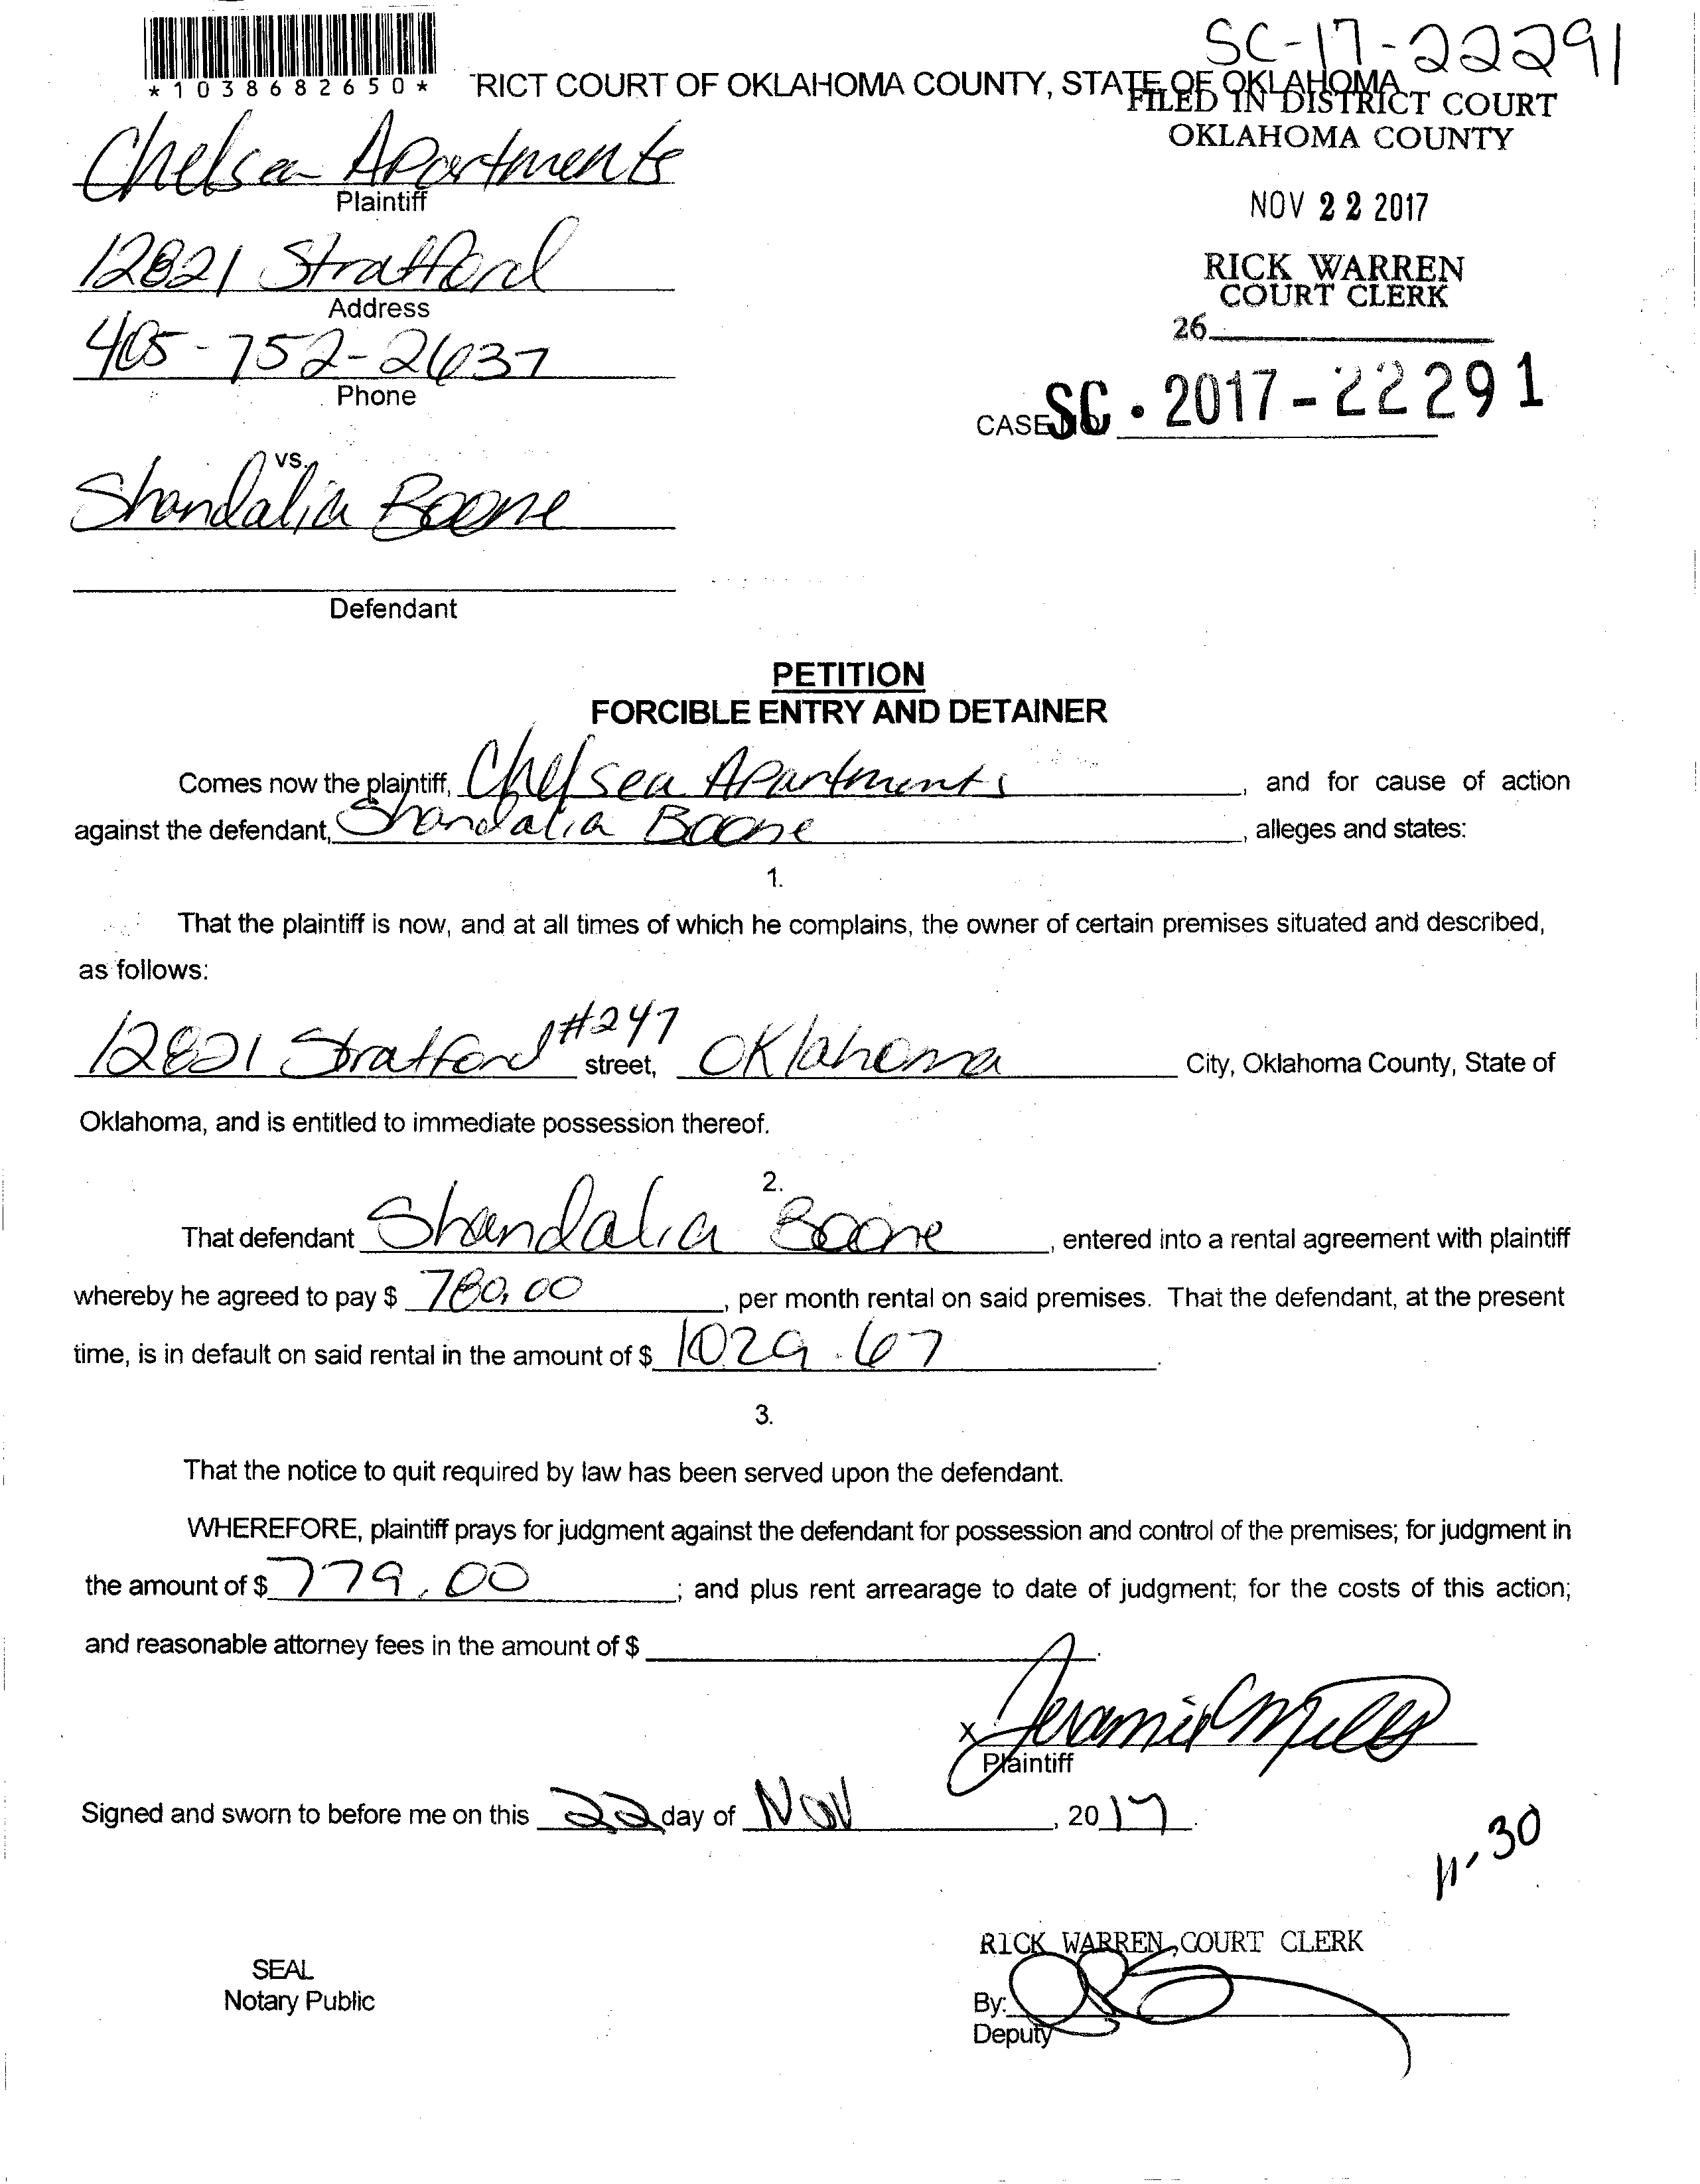 SC-17-22291
*1038682650*
RICT COURT OF OKLAHOMA COUNTY, STATE OF OKLAHOMA
FILED IN DISTRICT COURT
OKLAHOMA COUNTY
Chelsea Apartments
Plaintiff
NOV 22 2017
12821 Stratford
Address
RICK WARREN
COURT CLERK
26
405-752-2637
Phone
CASE SC - 2017-22291
vs.
Shandalia Boone
Defendant
PETITION
FORCIBLE ENTRY AND DETAINER
Comes now the plaintiff, Chelsea Apartments, and for cause of action
against the defendant, Shandalia Boone, alleges and states:
1.
That the plaintiff is now, and at all times of which he complains, the owner of certain premises situated and described,
as follows:
12821 Stratford #247 street, Oklahoma City, Oklahoma County, State of
Oklahoma, and is entitled to immediate possession thereof.
2.
That defendant Shandalia Boone, entered into a rental agreement with plaintiff
whereby he agreed to pay $ 780.00, per month rental on said premises. That the defendant, at the present
time, is in default on said rental in the amount of $ 1029.67.
3.
That the notice to quit required by law has been served upon the defendant.
WHEREFORE, plaintiff prays for judgment against the defendant for possession and control of the premises; for judgment in
the amount of $ 779.00; and plus rent arrearage to date of judgment; for the costs of this action;
and reasonable attorney fees in the amount of $ .
x
Plaintiff
Signed and sworn to before me on this 22 day of Nov, 2017.
11-30
RICK WARREN, COURT CLERK
SEAL
Notary Public
By:
Deputy